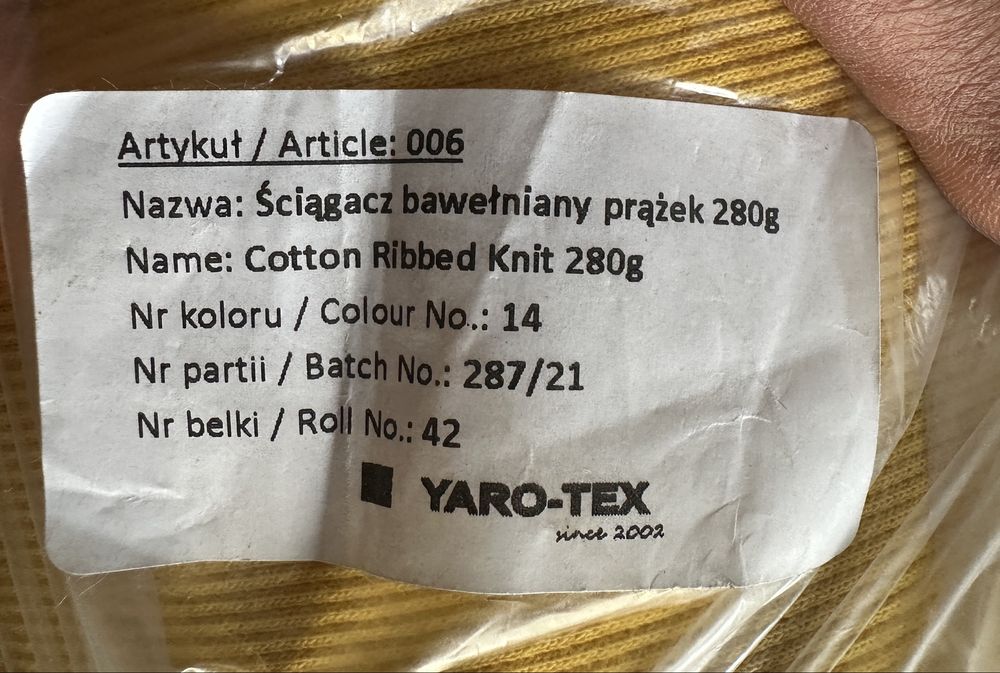 Artykuł / Article: 006
Nazwa: Ściągacz bawełniany prążek 280g
Name: Cotton Ribbed Knit 280g
Nr koloru / Colour No.: 14
Nr partii / Batch No.: 287/21
Nr belki / Roll No.: 42
YARO-TEX
since 2002